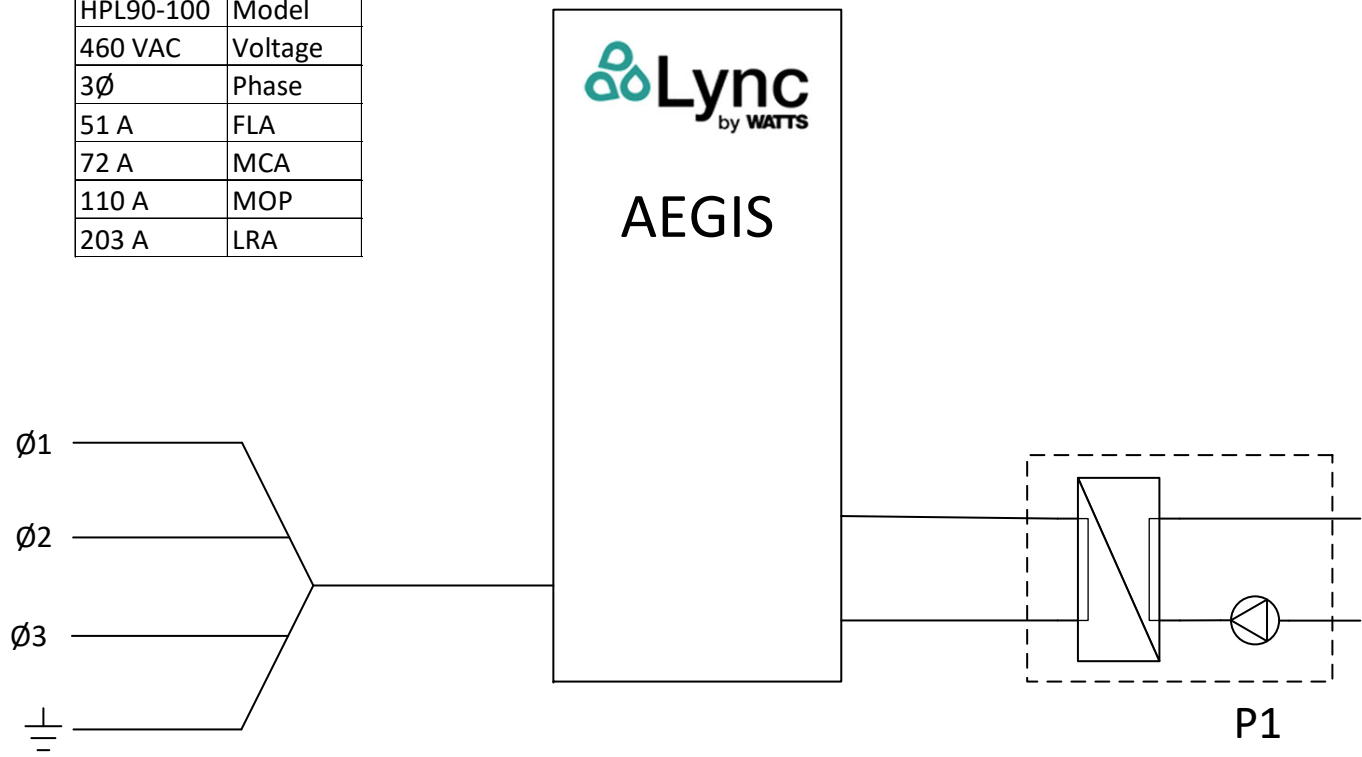 HPL90-100 Model
460 VAC Voltage
3Ø Phase
51 A FLA
72 A MCA
110 A MOP
203 A LRA
Lync
by WATTS
AEGIS
Ø1
Ø2
Ø3
P1